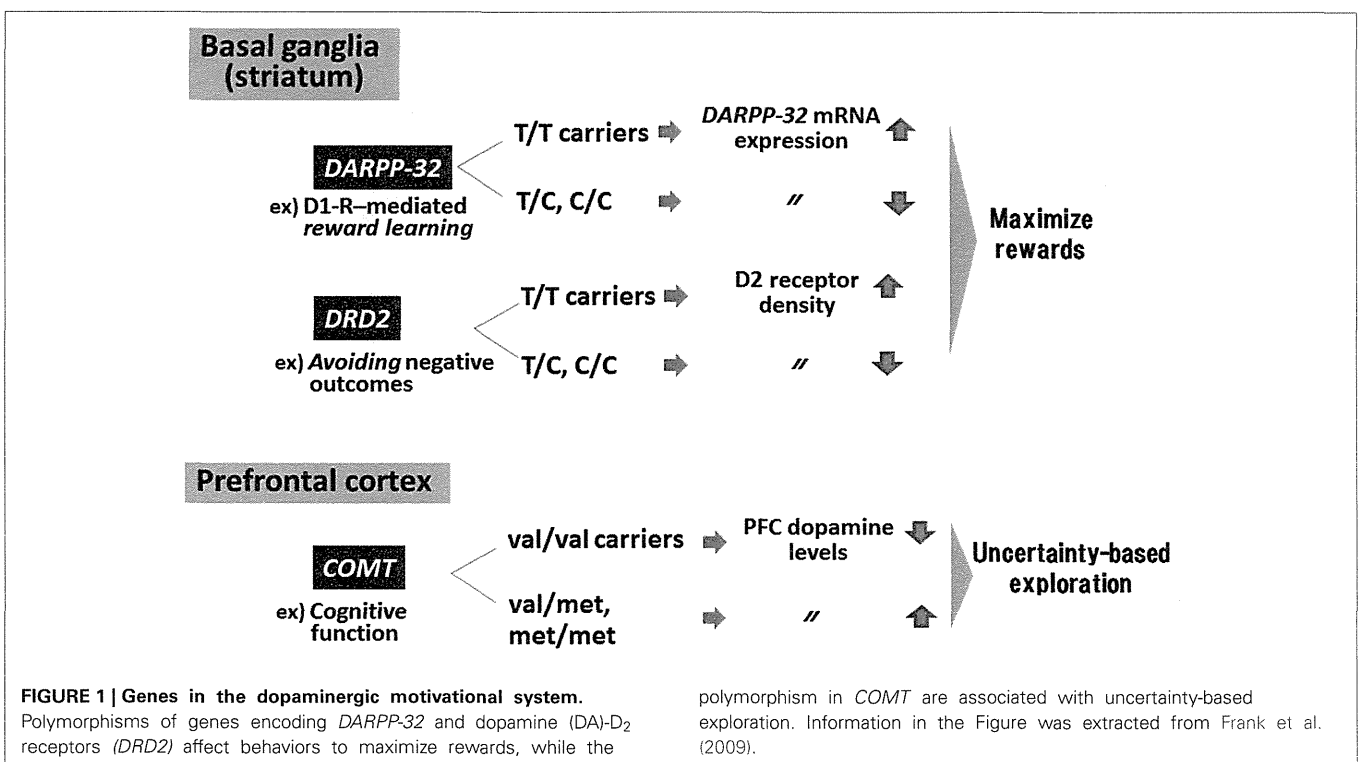 Basal ganglia
(striatum)
DARPP-32
ex) D1-R–mediated
reward learning
T/T carriers
DARPP-32 mRNA
expression
T/C, C/C
〃
DRD2
ex) Avoiding negative
outcomes
T/T carriers
D2 receptor
density
T/C, C/C
〃
Maximize
rewards
Prefrontal cortex
COMT
ex) Cognitive
function
val/val carriers
PFC dopamine
levels
val/met,
met/met
〃
Uncertainty-based
exploration
FIGURE 1 | Genes in the dopaminergic motivational system.
Polymorphisms of genes encoding DARPP-32 and dopamine (DA)-D₂
receptors (DRD2) affect behaviors to maximize rewards, while the
polymorphism in COMT are associated with uncertainty-based
exploration. Information in the Figure was extracted from Frank et al.
(2009).